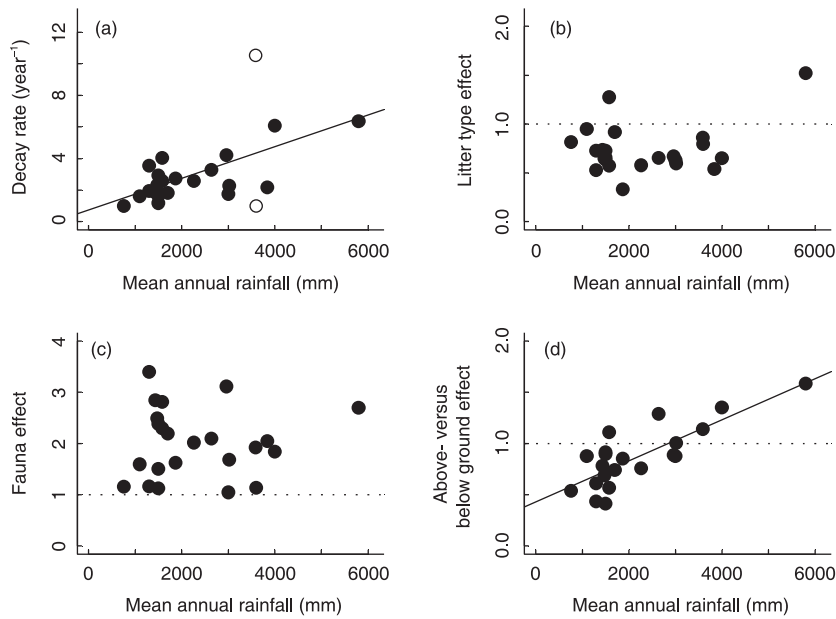 (a)
Decay rate (year⁻¹)
12
8
4
0
0 2000 4000 6000
Mean annual rainfall (mm)
(b)
Litter type effect
2.0
1.0
0.0
0 2000 4000 6000
Mean annual rainfall (mm)
(c)
Fauna effect
4
3
2
1
0
0 2000 4000 6000
Mean annual rainfall (mm)
(d)
Above- versus
below ground effect
2.0
1.0
0.0
0 2000 4000 6000
Mean annual rainfall (mm)